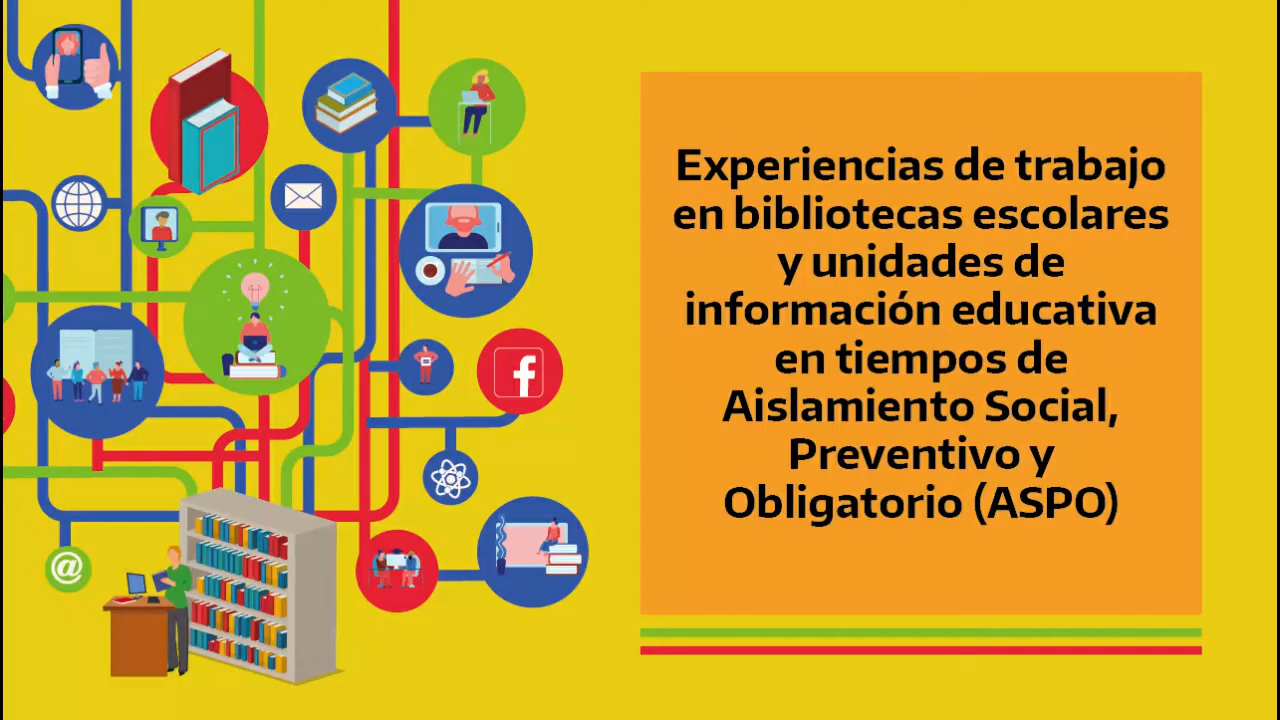 Experiencias de trabajo
en bibliotecas escolares
y unidades de
información educativa
en tiempos de
Aislamiento Social,
Preventivo y
Obligatorio (ASPO)
@
f